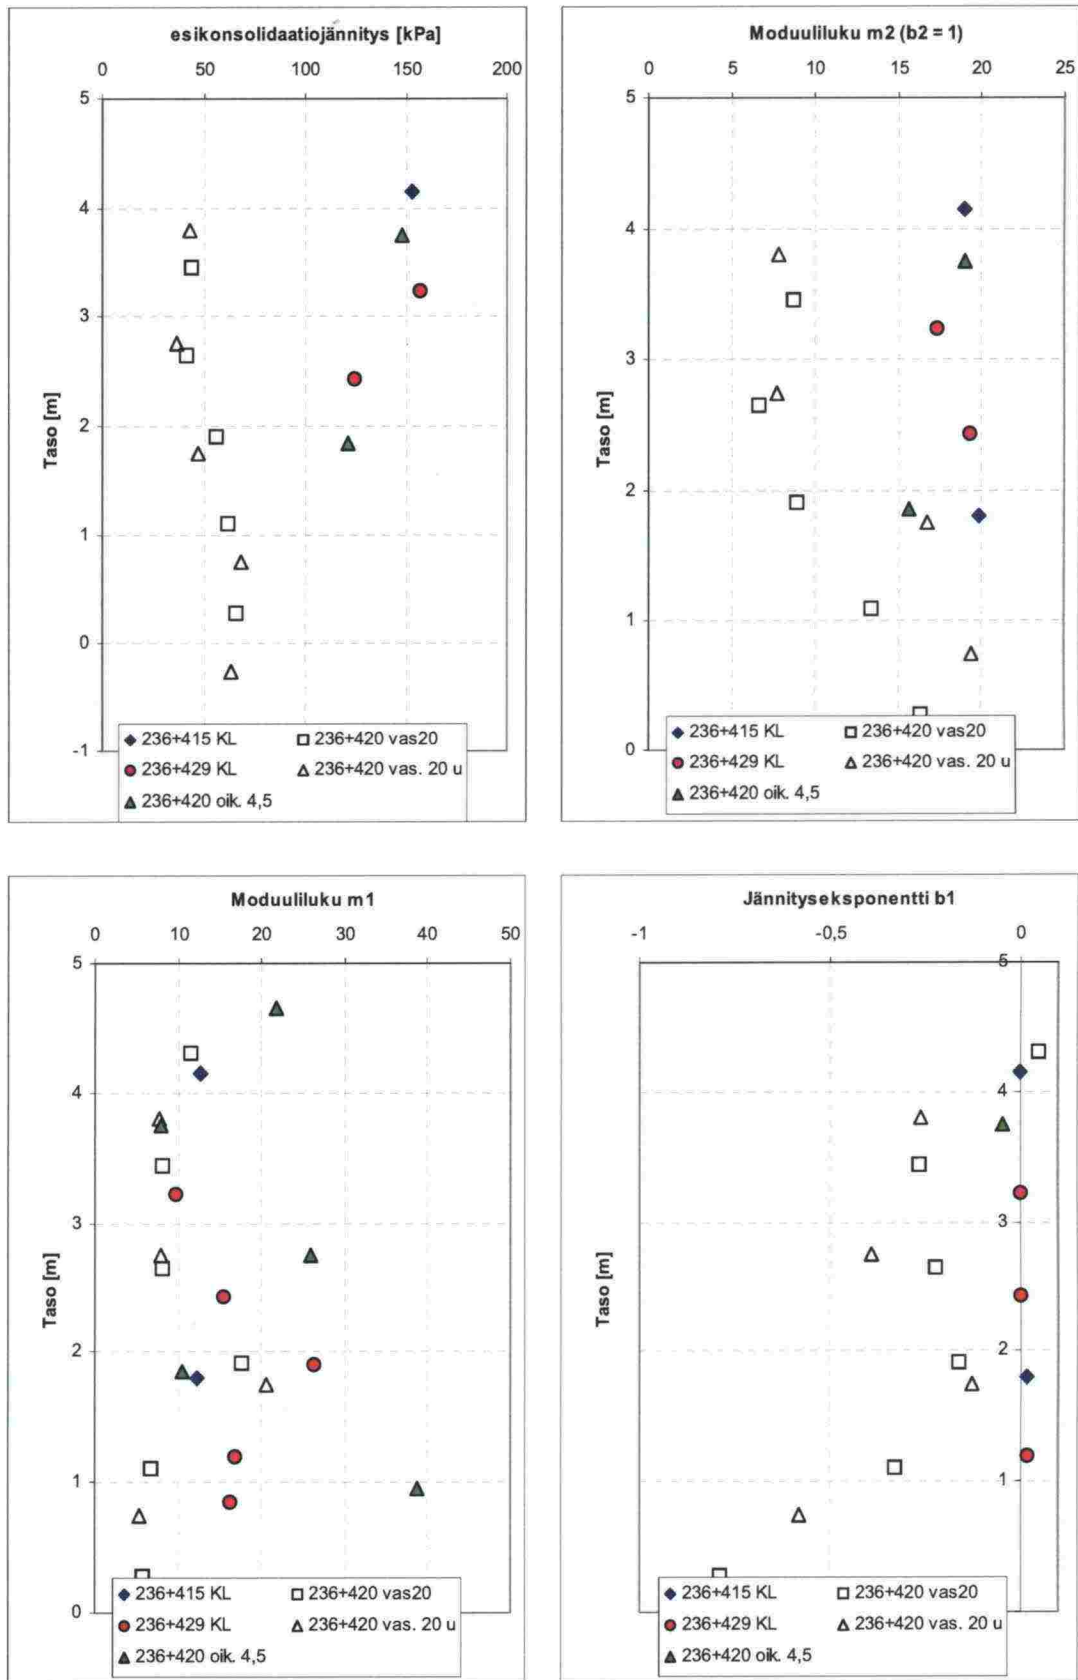 esikonsolidaatiojännitys [kPa]
0 50 100 150 200
5
4
3
2
1
0
-1
Taso [m]
236+415 KL 236+420 vas20
236+429 KL 236+420 vas. 20 u
236+420 oik. 4,5
Moduuliluku m2 (b2 = 1)
0 5 10 15 20 25
5
4
3
2
1
0
Taso [m]
236+415 KL 236+420 vas20
236+429 KL 236+420 vas. 20 u
236+420 oik. 4,5
Moduuliluku m1
0 10 20 30 40 50
5
4
3
2
1
0
Taso [m]
236+415 KL 236+420 vas20
236+429 KL 236+420 vas. 20 u
236+420 oik. 4,5
Jännityseksponentti b1
-1 -0,5 0
5
4
3
2
1
Taso [m]
236+415 KL 236+420 vas20
236+429 KL 236+420 vas. 20 u
236+420 oik. 4,5